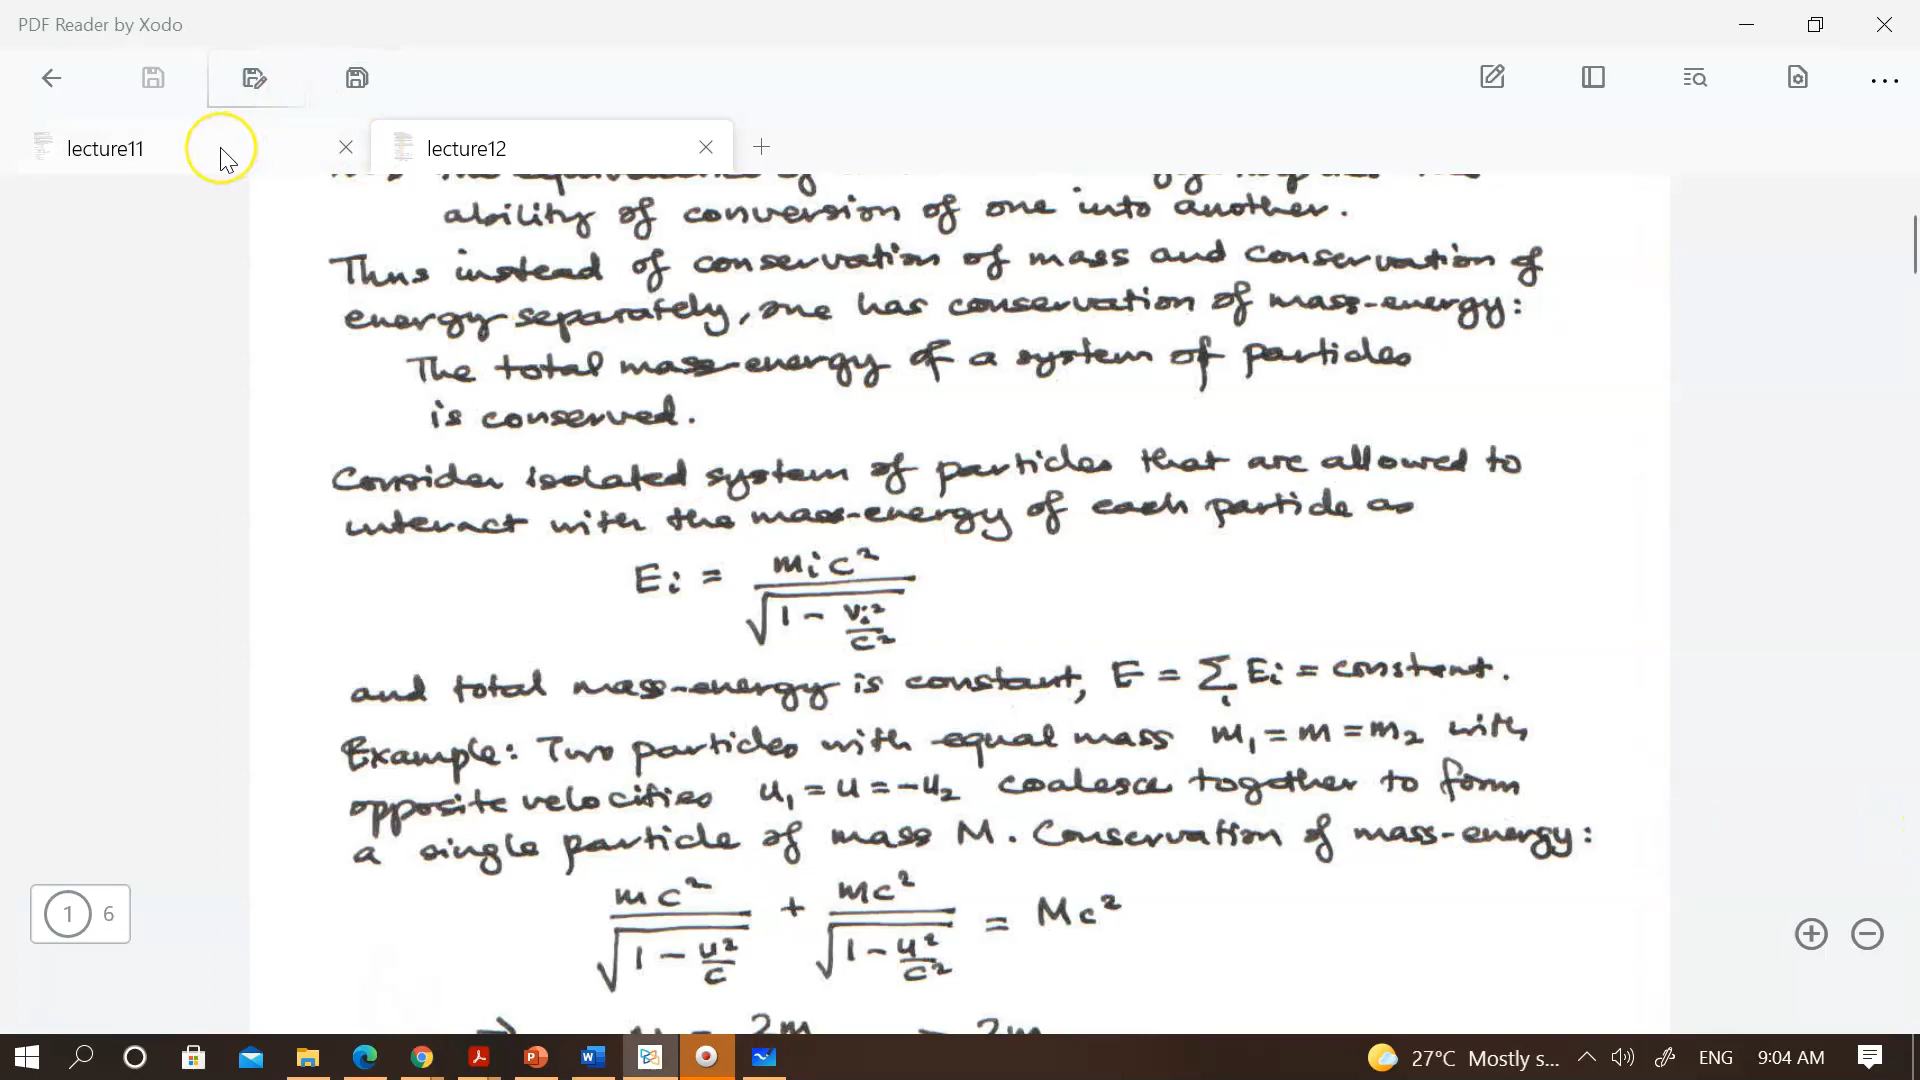 PDF Reader by Xodo
lecture11
lecture12
ability of conversion of one into another.
Thus instead of conservation of mass and conservation of
energy separately, one has conservation of mass-energy:
The total mass-energy of a system of particles
is conserved.
Consider isolated system of particles that are allowed to
interact with the mass-energy of each particle as
Ei = mic² / √(1 - vi²/c²)
and total mass-energy is constant, E = Σi Ei = constant.
Example: Two particles with equal mass m₁ = m = m₂ with
opposite velocities u₁ = u = -u₂ coalesce together to form
a single particle of mass M. Conservation of mass-energy:
mc² / √(1 - u²/c) + mc² / √(1 - u²/c²) = Mc²
1 6
27°C Mostly s...
ENG
9:04 AM